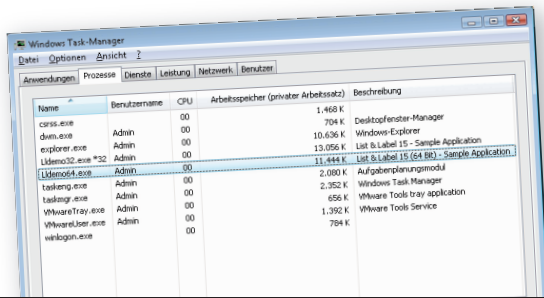 Windows Task-Manager
Datei Optionen Ansicht ?
Anwendungen Prozesse Dienste Leistung Netzwerk Benutzer
Name Benutzername CPU Arbeitsspeicher (privater Arbeitssatz) Beschreibung
csrss.exe 00 1.468 K
dwm.exe Admin 00 704 K Desktopfenster-Manager
explorer.exe Admin 00 10.636 K Windows-Explorer
Lldemo32.exe *32 Admin 00 13.056 K List & Label 15 - Sample Application
Lldemo64.exe Admin 00 11.444 K List & Label 15 (64 Bit) - Sample Application
taskeng.exe Admin 00 2.080 K Aufgabenplanungsmodul
taskmgr.exe Admin 00 2.352 K Windows Task Manager
VMwareTray.exe Admin 00 656 K VMware Tools tray application
VMwareUser.exe Admin 00 1.392 K VMware Tools Service
winlogon.exe 00 784 K